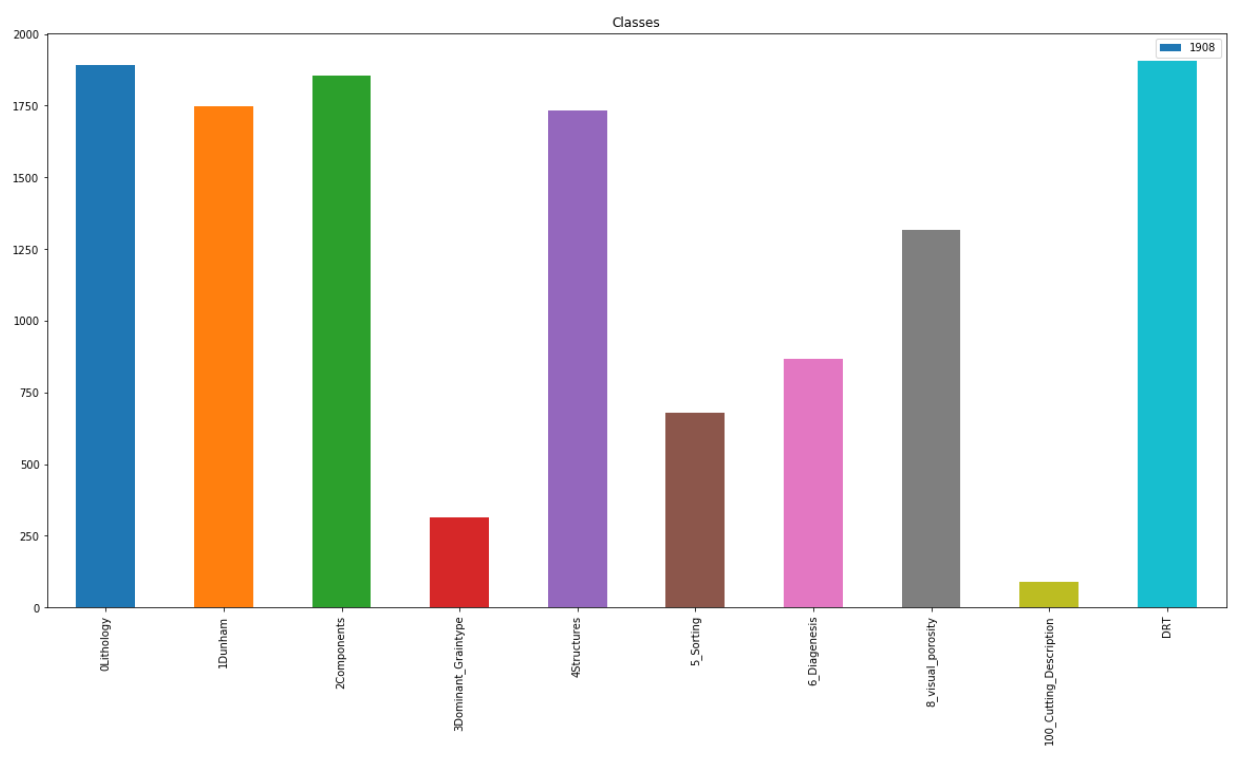 Classes
1908
2000
1750
1500
1250
1000
750
500
250
0
0Lithology
1Dunham
2Components
3Dominant_Graintype
4Structures
5_Sorting
6_Diagenesis
8_visual_porosity
100_Cutting_Description
DRT